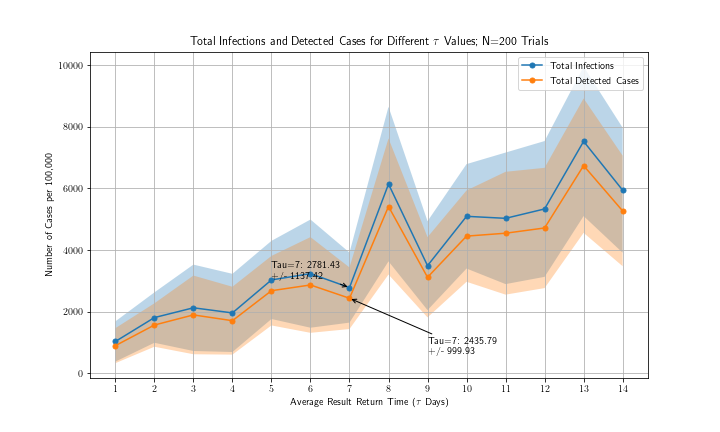 Total Infections and Detected Cases for Different τ Values; N=200 Trials
Total Infections
Total Detected Cases
Number of Cases per 100,000
10000
8000
6000
4000
2000
0
Tau=7: 2781.43
+/- 1137.42
Tau=7: 2435.79
+/- 999.93
1 2 3 4 5 6 7 8 9 10 11 12 13 14
Average Result Return Time (τ Days)